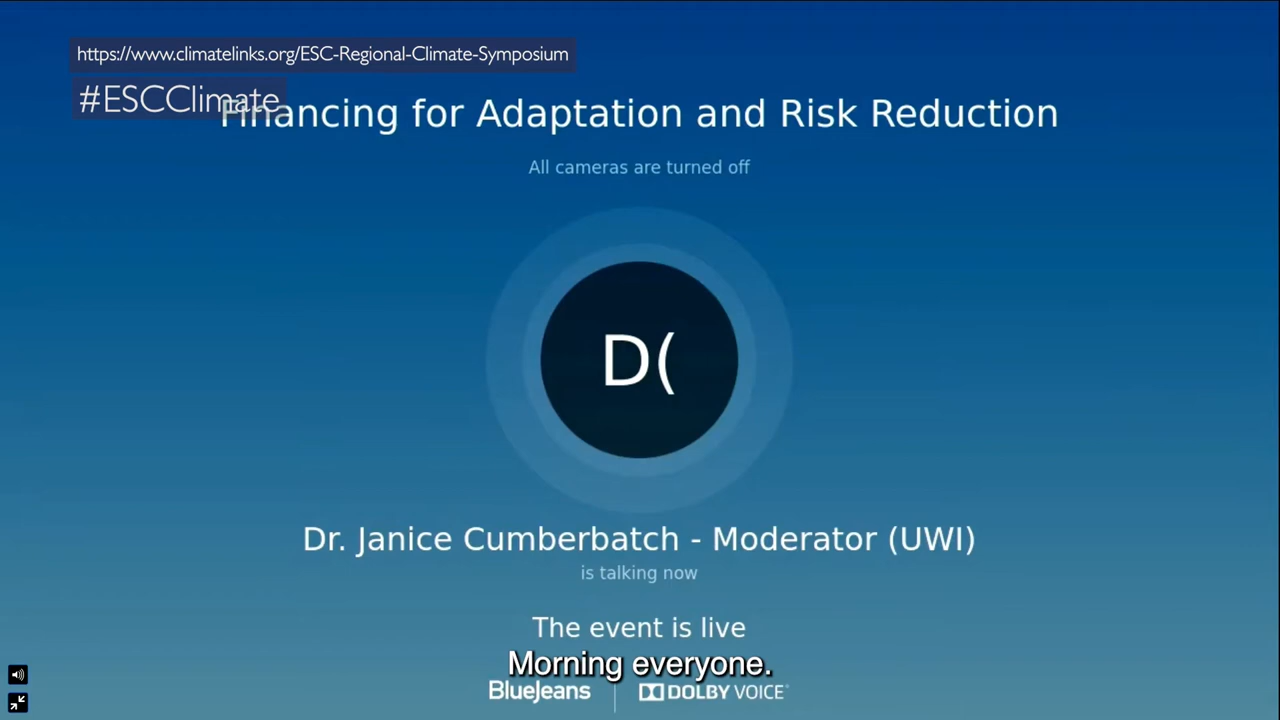 https://www.climatelinks.org/ESC-Regional-Climate-Symposium
#ESCClimate
Financing for Adaptation and Risk Reduction
All cameras are turned off
D(
Dr. Janice Cumberbatch - Moderator (UWI)
is talking now
The event is live
Morning everyone.
BlueJeans DOLBY VOICE